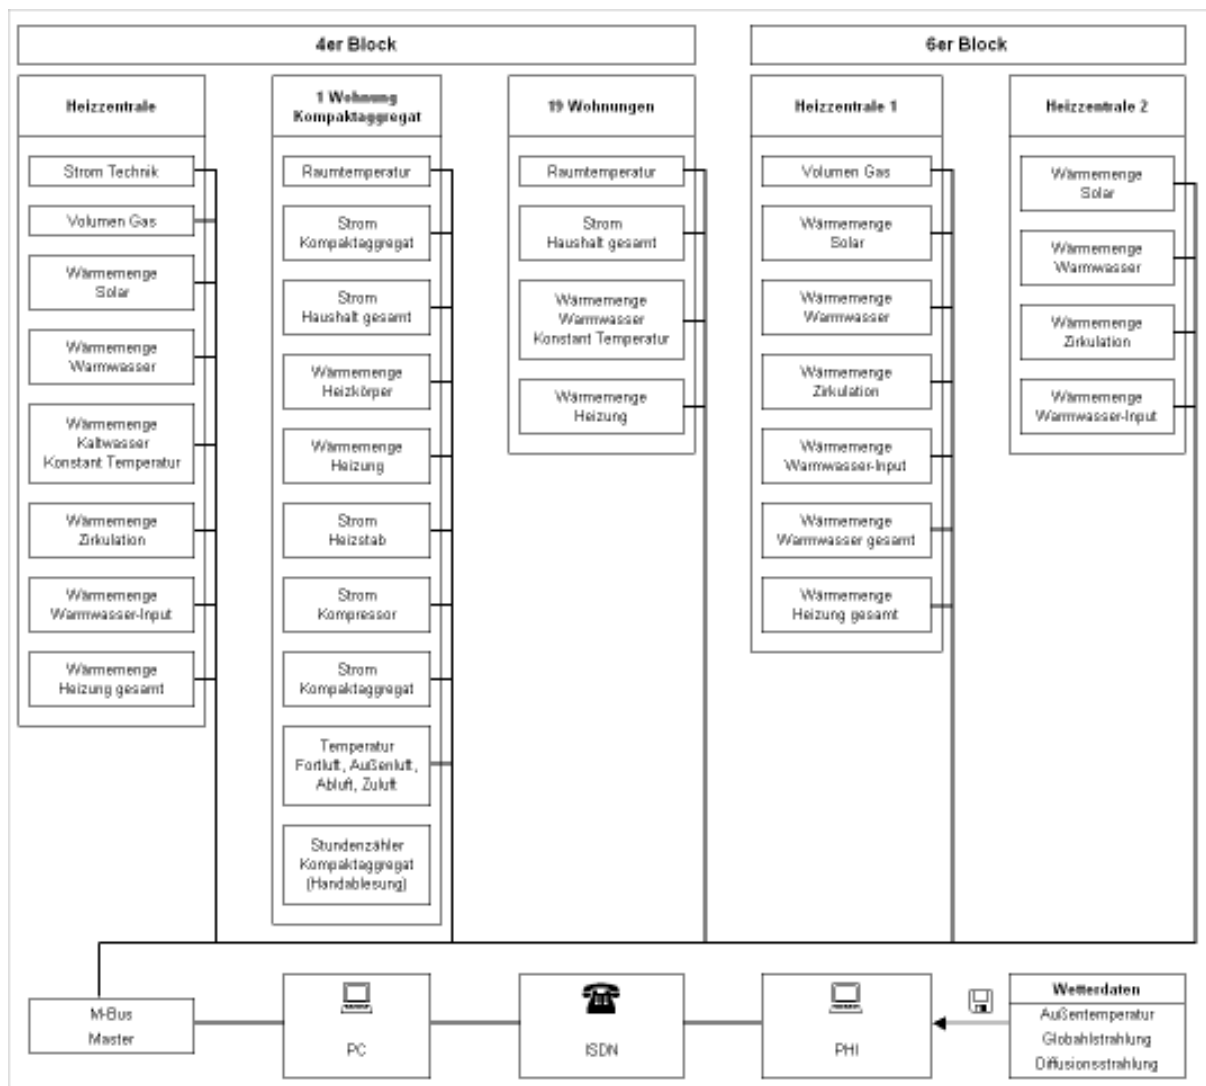 4er Block
Heizzentrale
Strom Technik
Volumen Gas
Wärmemenge
Solar
Wärmemenge
Warmwasser
Wärmemenge
Kaltwasser
Konstant Temperatur
Wärmemenge
Zirkulation
Wärmemenge
Warmwasser-Input
Wärmemenge
Heizung gesamt
1 Wohnung
Kompaktaggregat
Raumtemperatur
Strom
Kompaktaggregat
Strom
Haushalt gesamt
Wärmemenge
Heizkörper
Wärmemenge
Heizung
Strom
Heizstab
Strom
Kompressor
Strom
Kompaktaggregat
Temperatur
Fortluft, Außenluft,
Abluft, Zuluft
Stundenzähler
Kompaktaggregat
(Handablesung)
19 Wohnungen
Raumtemperatur
Strom
Haushalt gesamt
Wärmemenge
Warmwasser
Konstant Temperatur
Wärmemenge
Heizung
6er Block
Heizzentrale 1
Volumen Gas
Wärmemenge
Solar
Wärmemenge
Warmwasser
Wärmemenge
Zirkulation
Wärmemenge
Warmwasser-Input
Wärmemenge
Warmwasser gesamt
Wärmemenge
Heizung gesamt
Heizzentrale 2
Wärmemenge
Solar
Wärmemenge
Warmwasser
Wärmemenge
Zirkulation
Wärmemenge
Warmwasser-Input
M-Bus
Master
PC
ISDN
PHI
Wetterdaten
Außentemperatur
Globahlstrahlung
Diffusionsstrahlung